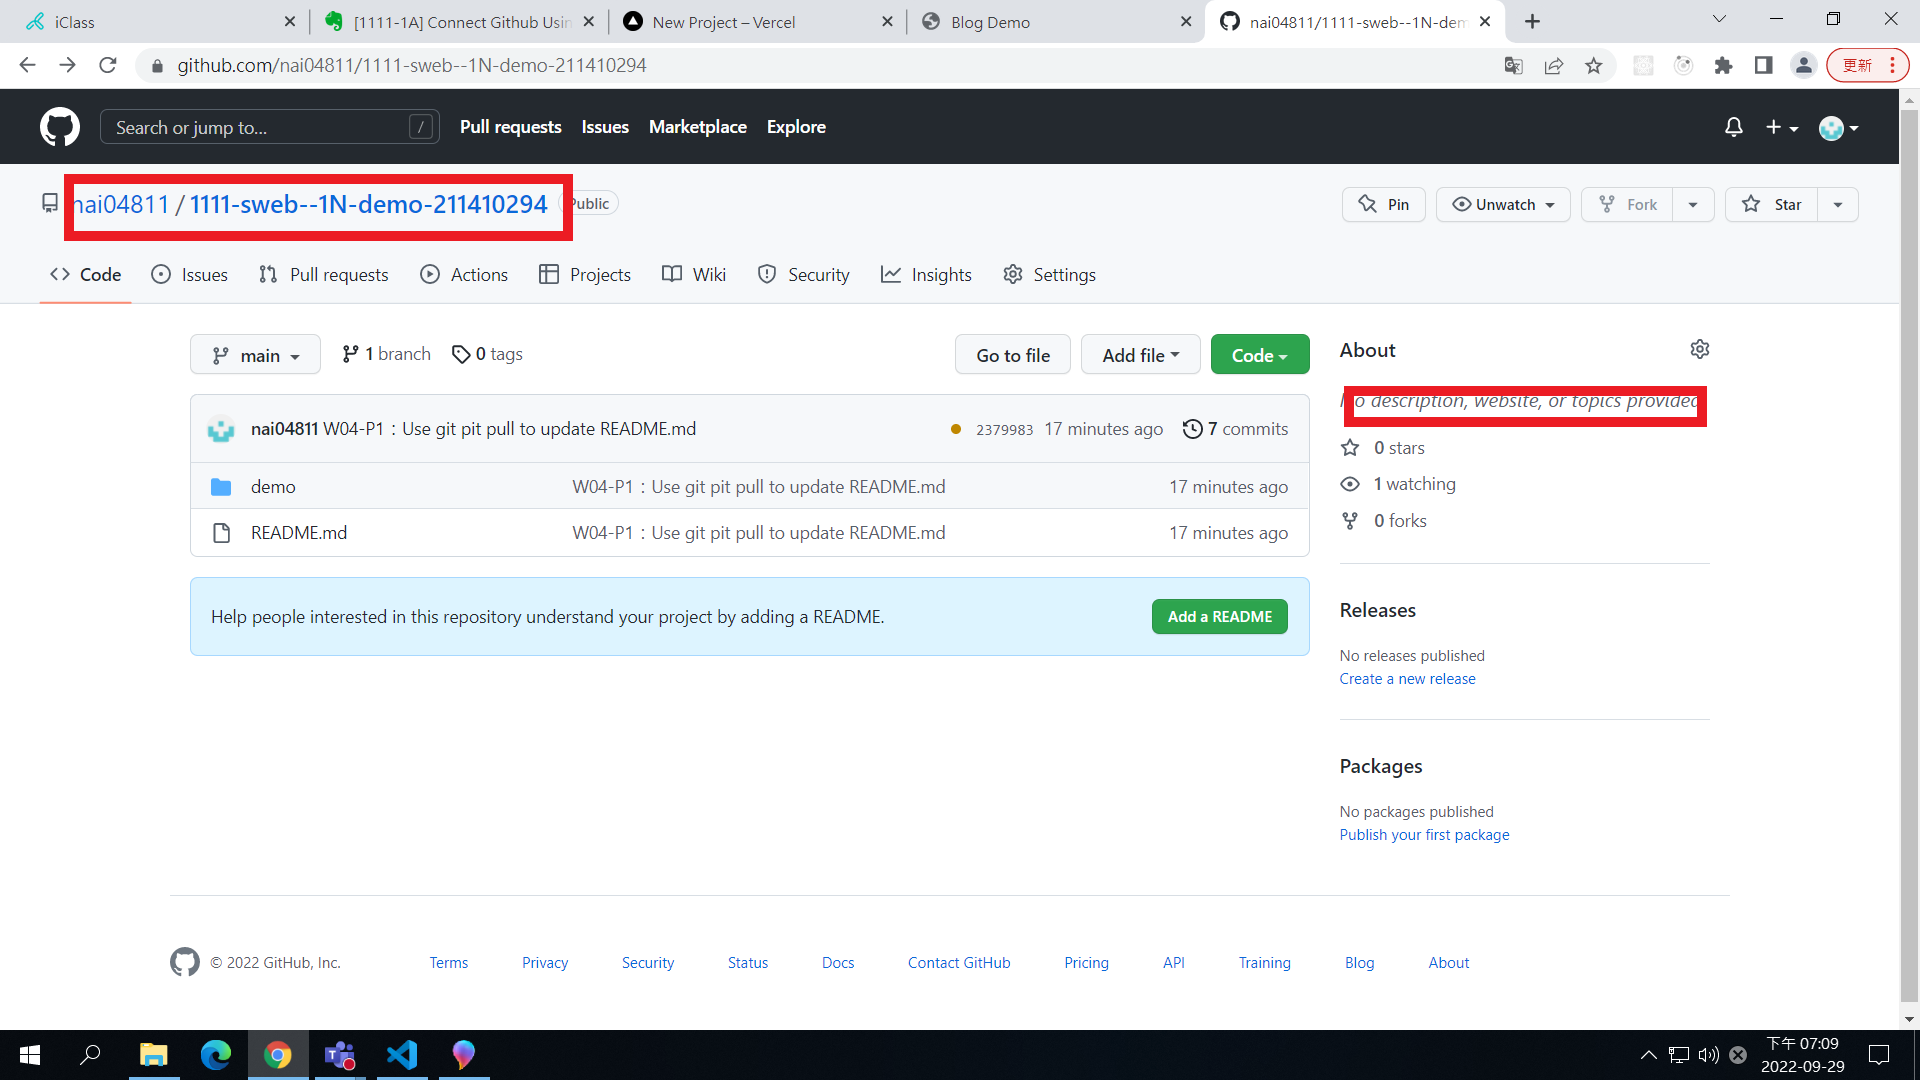 iClass
[1111-1A] Connect Github Usin
New Project – Vercel
Blog Demo
nai04811/1111-sweb--1N-dem
github.com/nai04811/1111-sweb--1N-demo-211410294
更新
Search or jump to...
/
Pull requests
Issues
Marketplace
Explore
nai04811 / 1111-sweb--1N-demo-211410294
Public
Pin
Unwatch
Fork
Star
Code
Issues
Pull requests
Actions
Projects
Wiki
Security
Insights
Settings
main
1 branch
0 tags
Go to file
Add file
Code
nai04811 W04-P1：Use git pit pull to update README.md
2379983
17 minutes ago
7 commits
demo
W04-P1：Use git pit pull to update README.md
17 minutes ago
README.md
W04-P1：Use git pit pull to update README.md
17 minutes ago
Help people interested in this repository understand your project by adding a README.
Add a README
About
No description, website, or topics provided
0 stars
1 watching
0 forks
Releases
No releases published
Create a new release
Packages
No packages published
Publish your first package
© 2022 GitHub, Inc.
Terms
Privacy
Security
Status
Docs
Contact GitHub
Pricing
API
Training
Blog
About
下午 07:09
2022-09-29